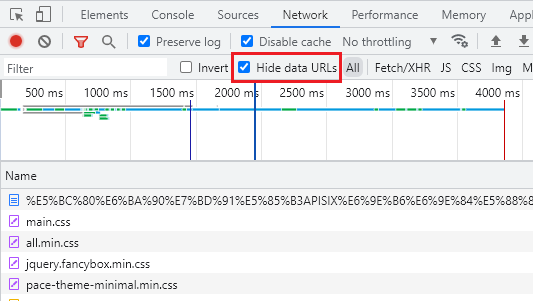 Elements Console Sources Network Performance Memory
Preserve log Disable cache No throttling
Filter Invert Hide data URLs All Fetch/XHR JS CSS Img M
500 ms 1000 ms 1500 ms 2000 ms 2500 ms 3000 ms 3500 ms 4000 ms
Name
%E5%BC%80%E6%BA%90%E7%BD%91%E5%85%B3APISIX%E6%9E%B6%E6%9E%84%E5%88%8
main.css
all.min.css
jquery.fancybox.min.css
pace-theme-minimal.min.css